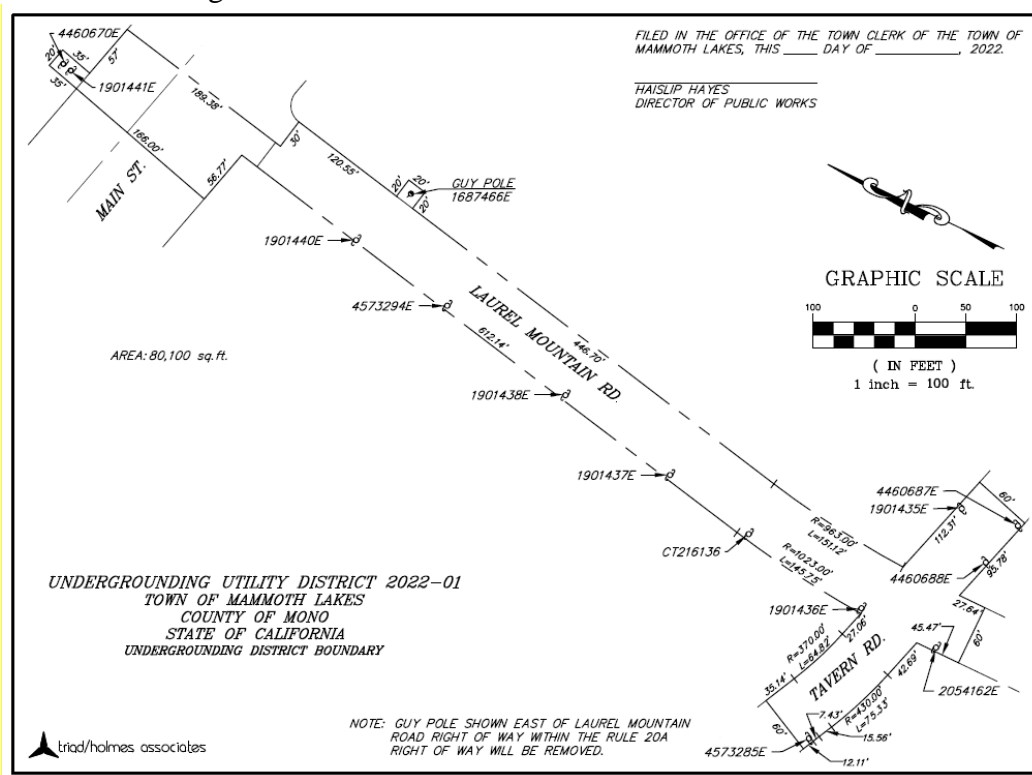 4460670E
20'
35'
57'
35'
1901441E
189.38'
166.00'
MAIN ST.
56.77'
30'
120.55'
20'
20'
20'
GUY POLE
1687466E
FILED IN THE OFFICE OF THE TOWN CLERK OF THE TOWN OF
MAMMOTH LAKES, THIS _____ DAY OF _____________, 2022.
HAISLIP HAYES
DIRECTOR OF PUBLIC WORKS
1901440E
4573294E
LAUREL MOUNTAIN RD.
612.14'
446.70'
GRAPHIC SCALE
100 0 50 100
( IN FEET )
1 inch = 100 ft.
AREA: 80,100 sq.ft.
1901438E
1901437E
CT216136
R=963.00'
L=151.12'
R=1023.00'
L=145.75'
4460687E
1901435E
60'
112.31'
4460688E
95.78'
27.64'
60'
45.47'
1901436E
27.06'
R=370.00'
L=64.82'
35.14'
TAVERN RD.
42.69'
2054162E
R=430.00'
L=75.33'
7.43'
15.56'
60'
4573285E
12.11'
UNDERGROUNDING UTILITY DISTRICT 2022-01
TOWN OF MAMMOTH LAKES
COUNTY OF MONO
STATE OF CALIFORNIA
UNDERGROUNDING DISTRICT BOUNDARY
NOTE: GUY POLE SHOWN EAST OF LAUREL MOUNTAIN
ROAD RIGHT OF WAY WITHIN THE RULE 20A
RIGHT OF WAY WILL BE REMOVED.
triad/holmes associates